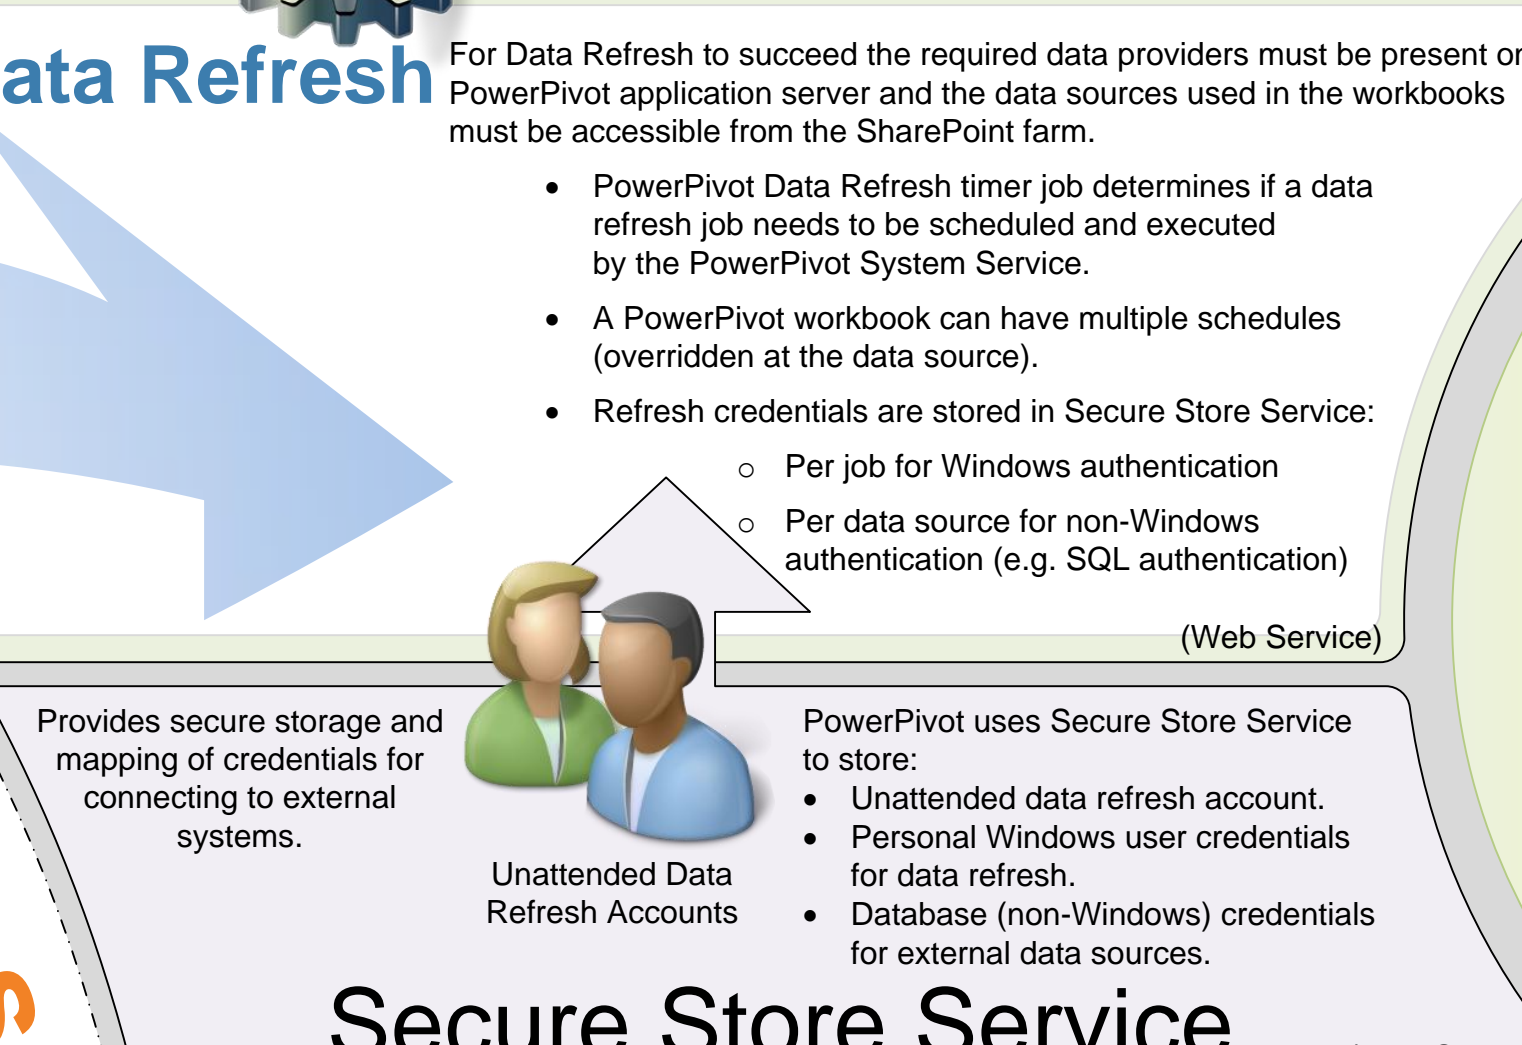 ata Refresh
For Data Refresh to succeed the required data providers must be present on
PowerPivot application server and the data sources used in the workbooks
must be accessible from the SharePoint farm.
• PowerPivot Data Refresh timer job determines if a data
refresh job needs to be scheduled and executed
by the PowerPivot System Service.
• A PowerPivot workbook can have multiple schedules
(overridden at the data source).
• Refresh credentials are stored in Secure Store Service:
○ Per job for Windows authentication
○ Per data source for non-Windows
authentication (e.g. SQL authentication)
(Web Service)
Provides secure storage and
mapping of credentials for
connecting to external
systems.
Unattended Data
Refresh Accounts
PowerPivot uses Secure Store Service
to store:
• Unattended data refresh account.
• Personal Windows user credentials
for data refresh.
• Database (non-Windows) credentials
for external data sources.
Secure Store Service